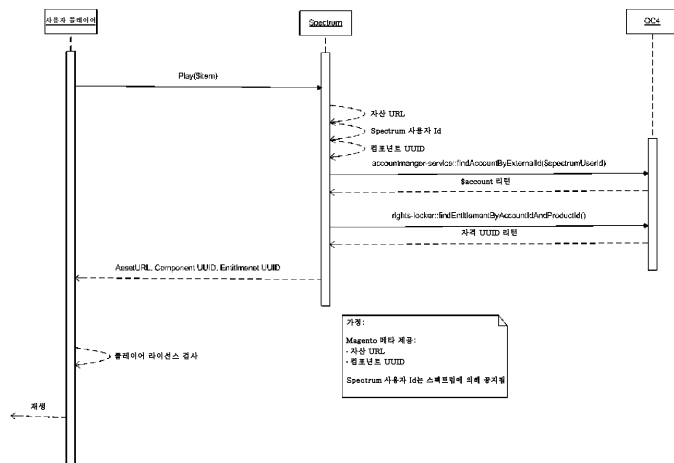 사용자 플레이어
Spectrum
OC4
Play($item)
자산 URL
Spectrum 사용자 Id
컴포넌트 UUID
accountmanger-service::findAccountByExternalId($spectrumUserId)
$account 리턴
rights-locker::findEntitlementByAccountIdAndProductId()
자격 UUID 리턴
AssetURL, Component UUID, Entitlmenet UUID
가정:
Magento 메타 제공:
- 자산 URL
- 컴포넌트 UUID
Spectrum 사용자 Id는 스펙트럼에 의해 공지됨
플레이어 라이선스 검사
재생